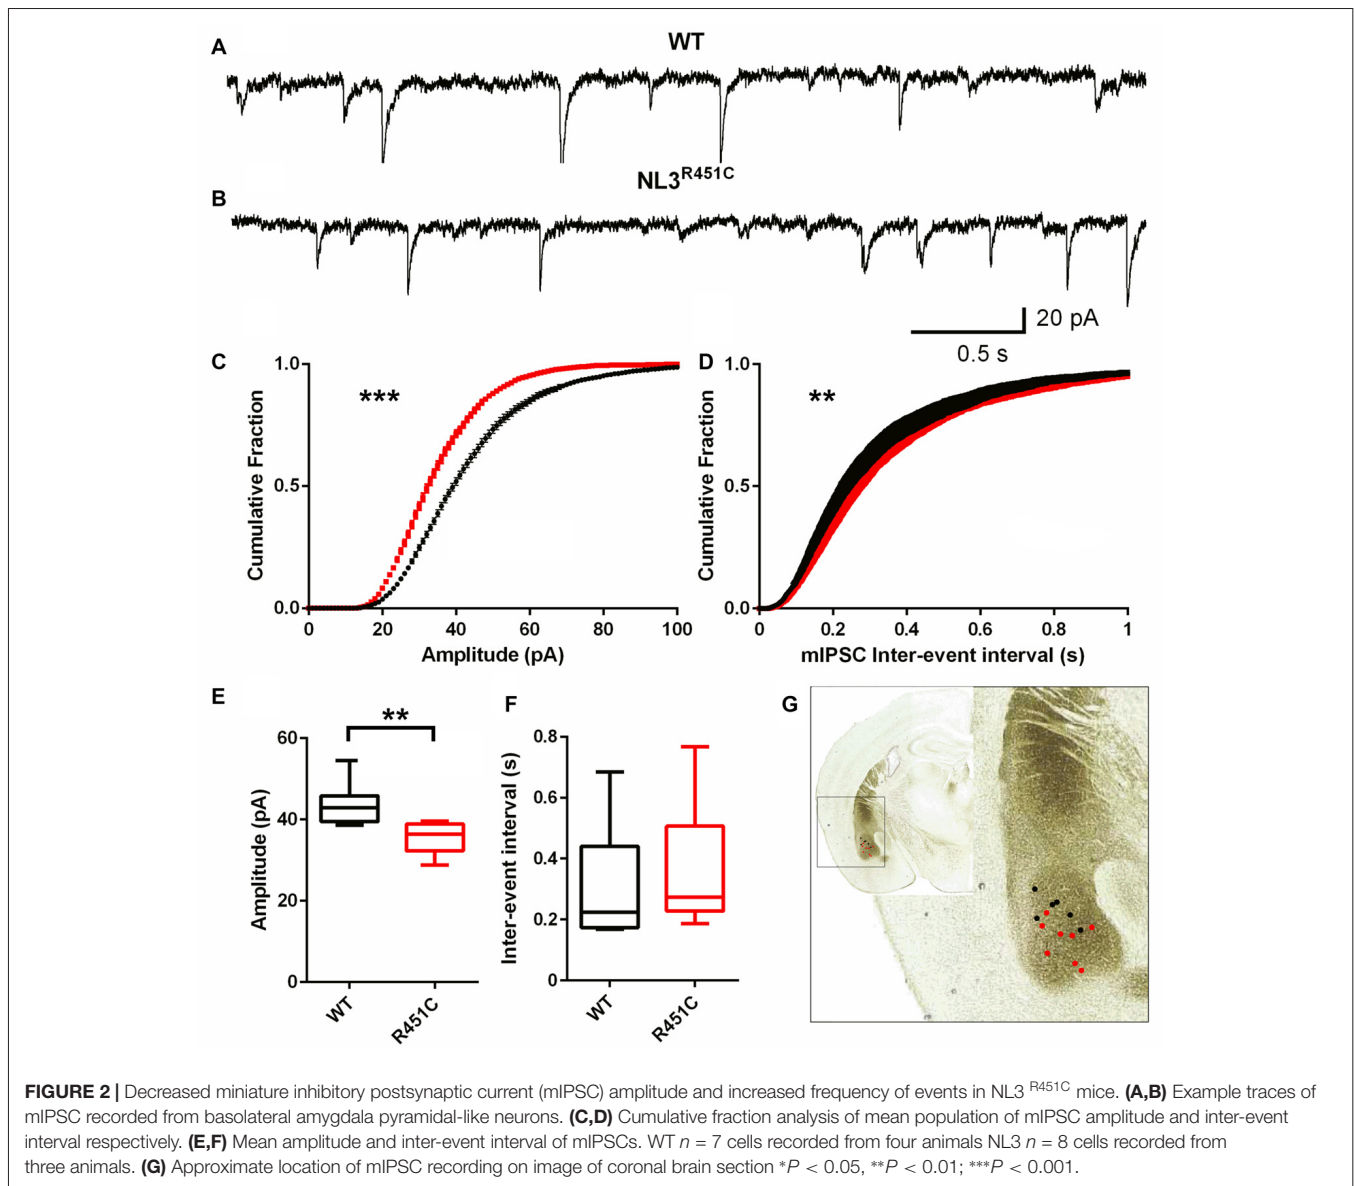 A
WT
B
NL3R451C
20 pA
0.5 s
C
1.0
***
0.5
0.0
Cumulative Fraction
0
20
40
60
80
100
Amplitude (pA)
D
1.0
**
0.5
0.0
Cumulative Fraction
0
0.2
0.4
0.6
0.8
1
mIPSC Inter-event interval (s)
E
**
60
40
20
0
Amplitude (pA)
WT
R451C
F
0.8
0.6
0.4
0.2
0
Inter-event interval (s)
WT
R451C
G
FIGURE 2 | Decreased miniature inhibitory postsynaptic current (mIPSC) amplitude and increased frequency of events in NL3 R451C mice. (A,B) Example traces of
mIPSC recorded from basolateral amygdala pyramidal-like neurons. (C,D) Cumulative fraction analysis of mean population of mIPSC amplitude and inter-event
interval respectively. (E,F) Mean amplitude and inter-event interval of mIPSCs. WT n = 7 cells recorded from four animals NL3 n = 8 cells recorded from
three animals. (G) Approximate location of mIPSC recording on image of coronal brain section *P < 0.05, **P < 0.01; ***P < 0.001.